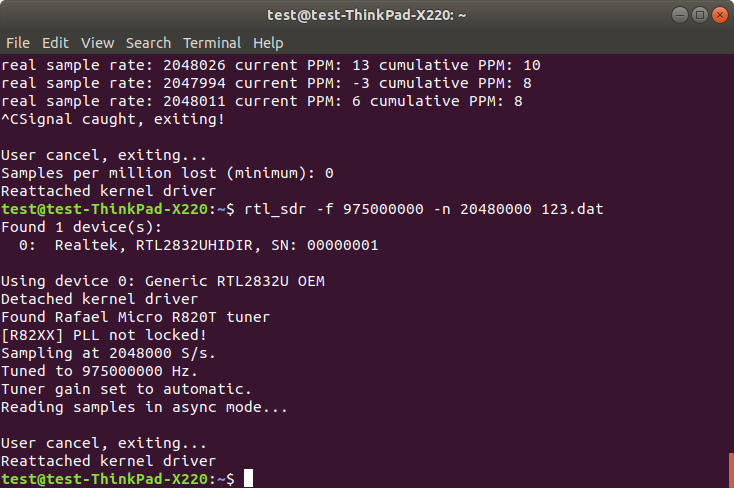 test@test-ThinkPad-X220: ~
File Edit View Search Terminal Help
real sample rate: 2048026 current PPM: 13 cumulative PPM: 10
real sample rate: 2047994 current PPM: -3 cumulative PPM: 8
real sample rate: 2048011 current PPM: 6 cumulative PPM: 8
^CSignal caught, exiting!

User cancel, exiting...
Samples per million lost (minimum): 0
Reattached kernel driver
test@test-ThinkPad-X220:~$ rtl_sdr -f 975000000 -n 20480000 123.dat
Found 1 device(s):
  0:  Realtek, RTL2832UHIDIR, SN: 00000001

Using device 0: Generic RTL2832U OEM
Detached kernel driver
Found Rafael Micro R820T tuner
[R82XX] PLL not locked!
Sampling at 2048000 S/s.
Tuned to 975000000 Hz.
Tuner gain set to automatic.
Reading samples in async mode...

User cancel, exiting...
Reattached kernel driver
test@test-ThinkPad-X220:~$